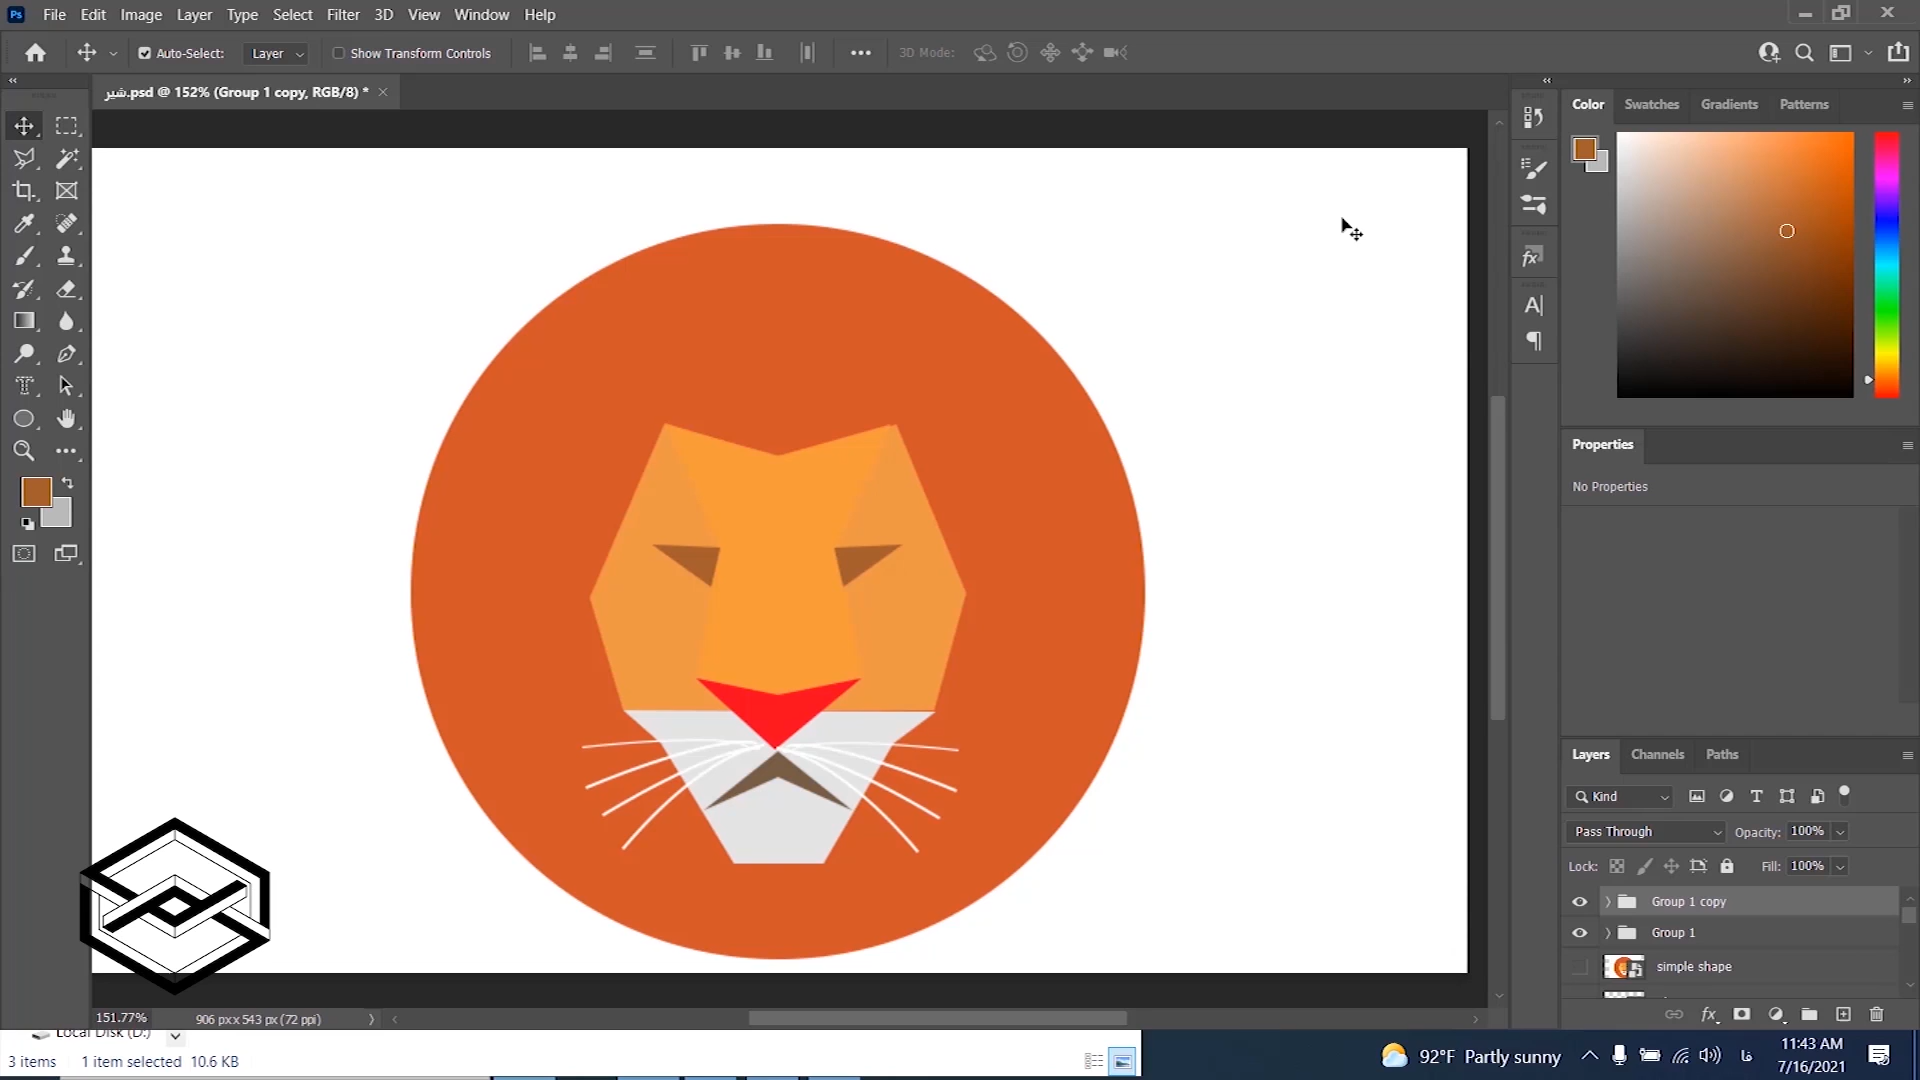 Ps File Edit Image Layer Type Select Filter 3D View Window Help
Auto-Select: Layer Show Transform Controls 3D Mode:
شیر.psd @ 152% (Group 1 copy, RGB/8) *
Color Swatches Gradients Patterns
Properties
No Properties
Layers Channels Paths
Kind
Pass Through Opacity: 100%
Lock: Fill: 100%
Group 1 copy
Group 1
simple shape
151.77% 906 px x 543 px (72 ppi)
Local Disk (D:)
3 items 1 item selected 10.6 KB
92°F Partly sunny فا 11:43 AM
7/16/2021